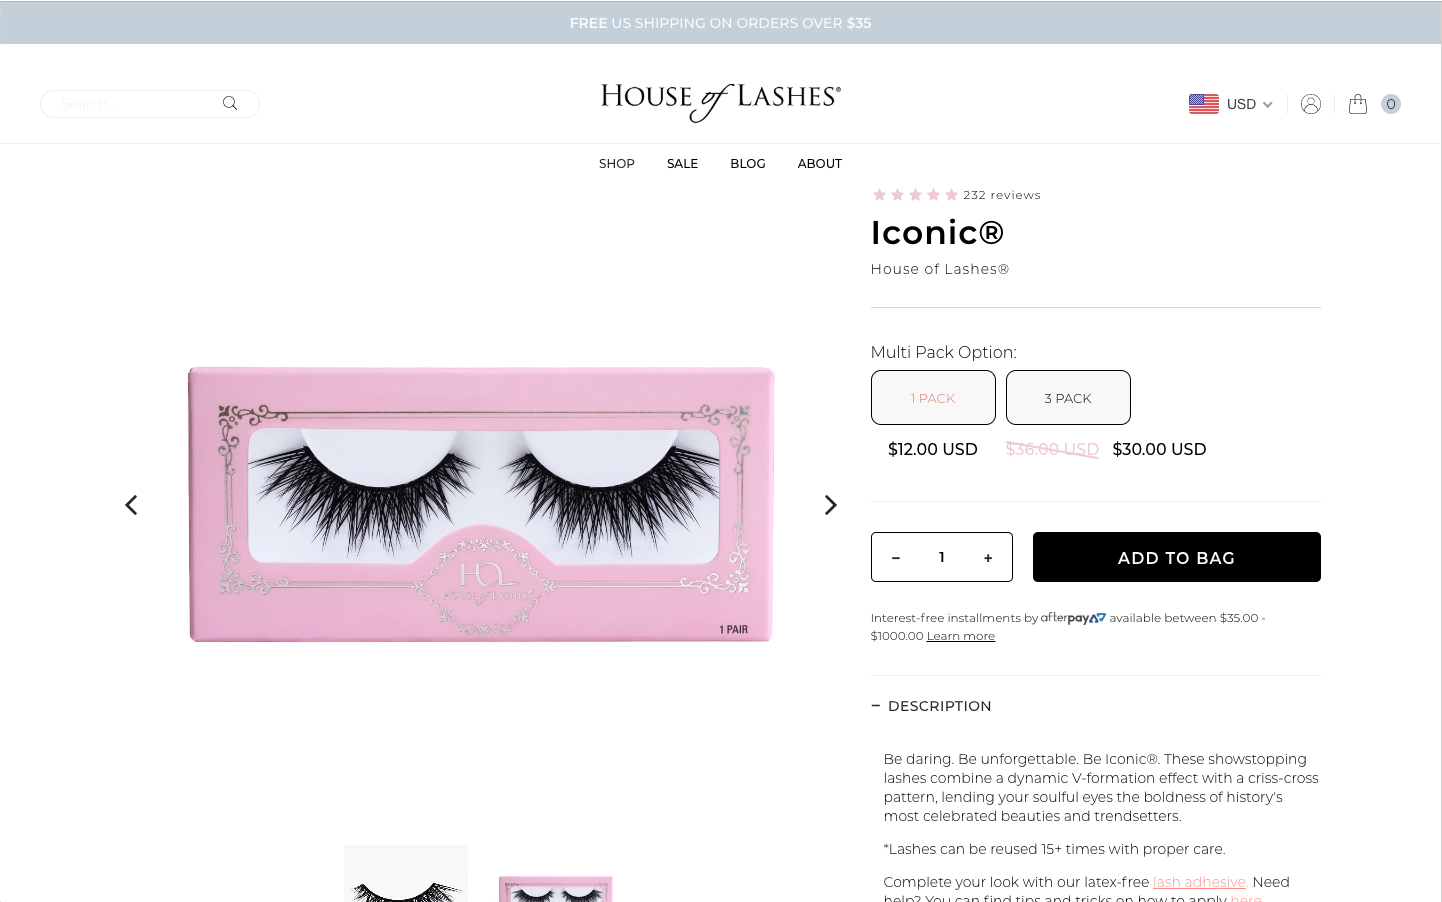 FREE US SHIPPING ON ORDERS OVER $35
Search...
HOUSE of LASHES®
USD
0
SHOP SALE BLOG ABOUT
232 reviews
Iconic®
House of Lashes®
Multi Pack Option:
1 PACK 3 PACK
$12.00 USD $36.00 USD $30.00 USD
HOL
HOUSE of LASHES®
1 PAIR
- 1 + ADD TO BAG
Interest-free installments by afterpay available between $35.00 -
$1000.00 Learn more
− DESCRIPTION
Be daring. Be unforgettable. Be Iconic®. These showstopping
lashes combine a dynamic V-formation effect with a criss-cross
pattern, lending your soulful eyes the boldness of history's
most celebrated beauties and trendsetters.
*Lashes can be reused 15+ times with proper care.
Complete your look with our latex-free lash adhesive. Need
help? You can find tips and tricks on how to apply here